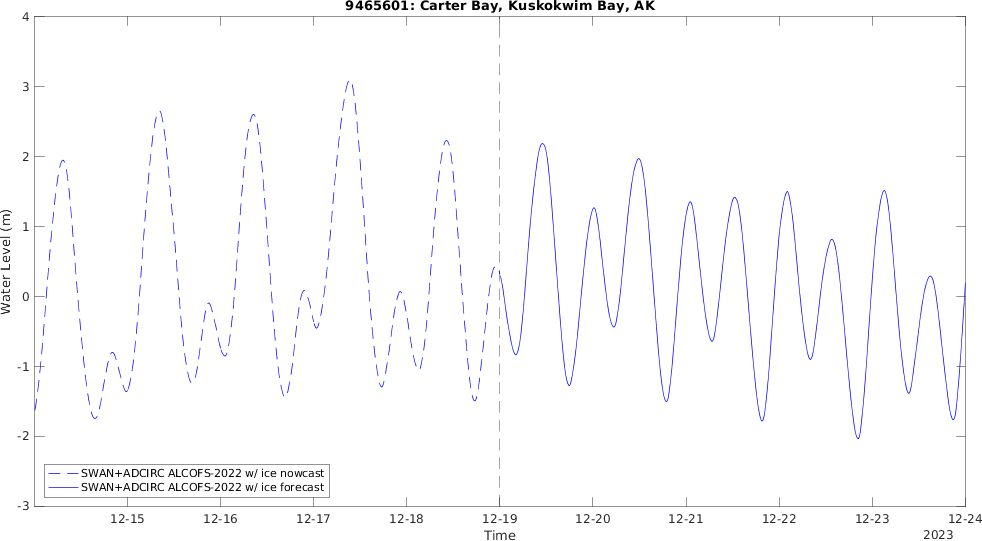 9465601: Carter Bay, Kuskokwim Bay, AK
4
3
2
1
0
-1
-2
-3
Water Level (m)
SWAN+ADCIRC ALCOFS-2022 w/ ice nowcast
SWAN+ADCIRC ALCOFS-2022 w/ ice forecast
12-15 12-16 12-17 12-18 12-19 12-20 12-21 12-22 12-23 12-24
Time
2023